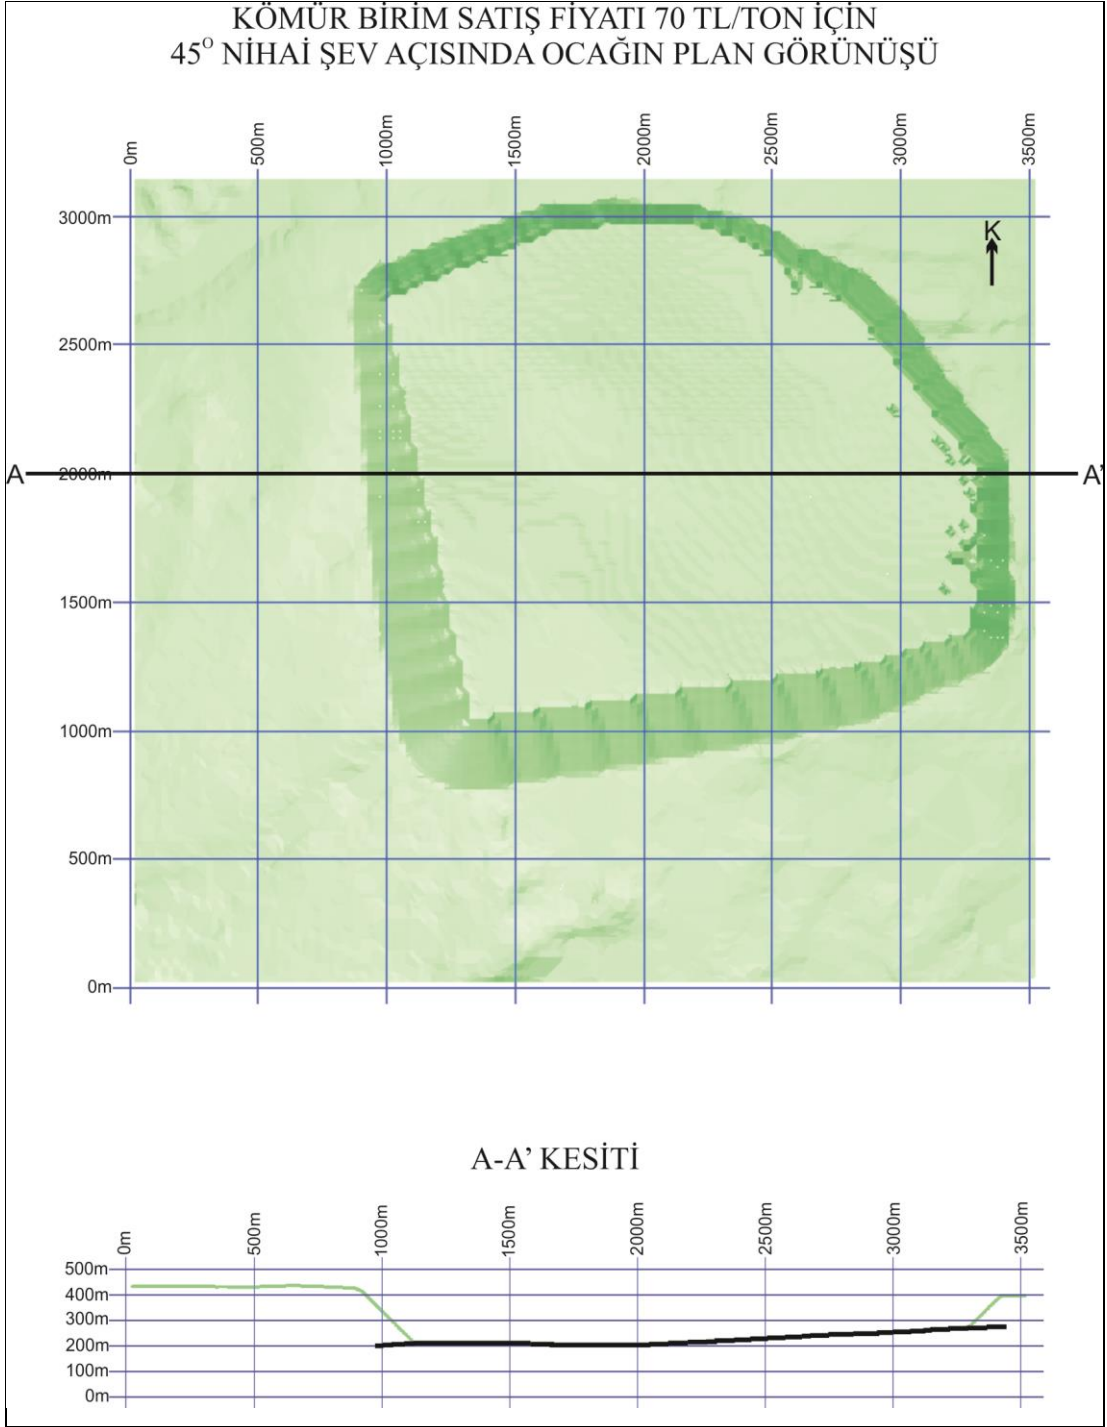 KÖMÜR BİRİM SATIŞ FİYATI 70 TL/TON İÇİN
45° NİHAİ ŞEV AÇISINDA OCAĞIN PLAN GÖRÜNÜŞÜ
0m 500m 1000m 1500m 2000m 2500m 3000m 3500m
3000m
K
2500m
A 2000m A'
1500m
1000m
500m
0m
A-A' KESİTİ
0m 500m 1000m 1500m 2000m 2500m 3000m 3500m
500m
400m
300m
200m
100m
0m